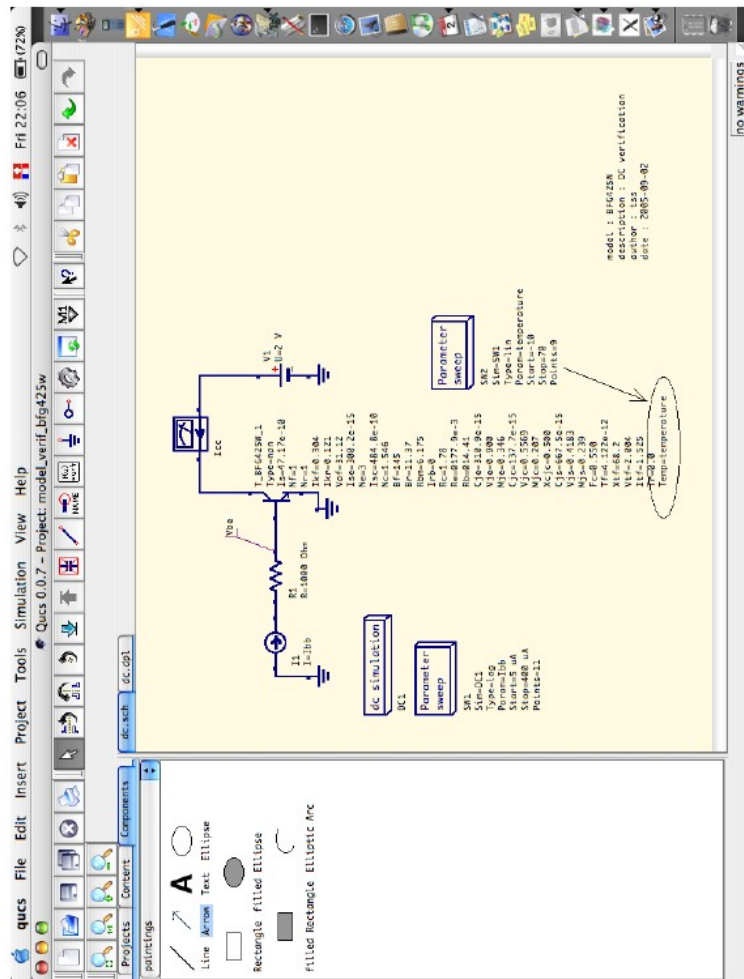 qucs File Edit Insert Project Tools Simulation View Help
Fri 22:06 (72%)
Qucs 0.0.7 - Project: model_verif_bfg425w
NAME
M1
Projects Content Components
paintings
Line Arrow Text Ellipse
Rectangle filled Ellipse
filled Rectangle Elliptic Arc
dc.sch dc.dpl
I1
I=Ibb
R1
R=1000 Ohm
Vbe
Icc
V1
U=2 V
dc simulation
DC1
Parameter
sweep
SW1
Sim=DC1
Type=log
Param=Ibb
Start=5 uA
Stop=400 uA
Points=11
T_BFG425W_1
Type=npn
Is=47.17e-18
Nf=1
Nr=1
Ikf=0.304
Ikr=0.121
Vaf=31.12
Ise=300.2e-15
Ne=3
Isc=484.8e-18
Nc=1.546
Bf=145
Br=11.37
Rbm=6.175
Irb=0
Rc=1.78
Re=0177.9e-3
Rb=014.41
Cje=310.9e-15
Vje=0.900
Mje=0.346
Cjc=137.7e-15
Vjc=0.5569
Mjc=0.207
Xcjc=0.500
Cjs=667.5e-15
Vjs=0.4183
Mjs=0.239
Fc=0.550
Tf=4.122e-12
Xtf=68.2
Vtf=2.004
Itf=1.525
Tr=0.0
Temp=temperature
Parameter
sweep
SW2
Sim=SW1
Type=lin
Param=temperature
Start=-10
Stop=70
Points=9
model : BFG425W
description : DC verification
author : tss
date : 2005-09-02
no warnings